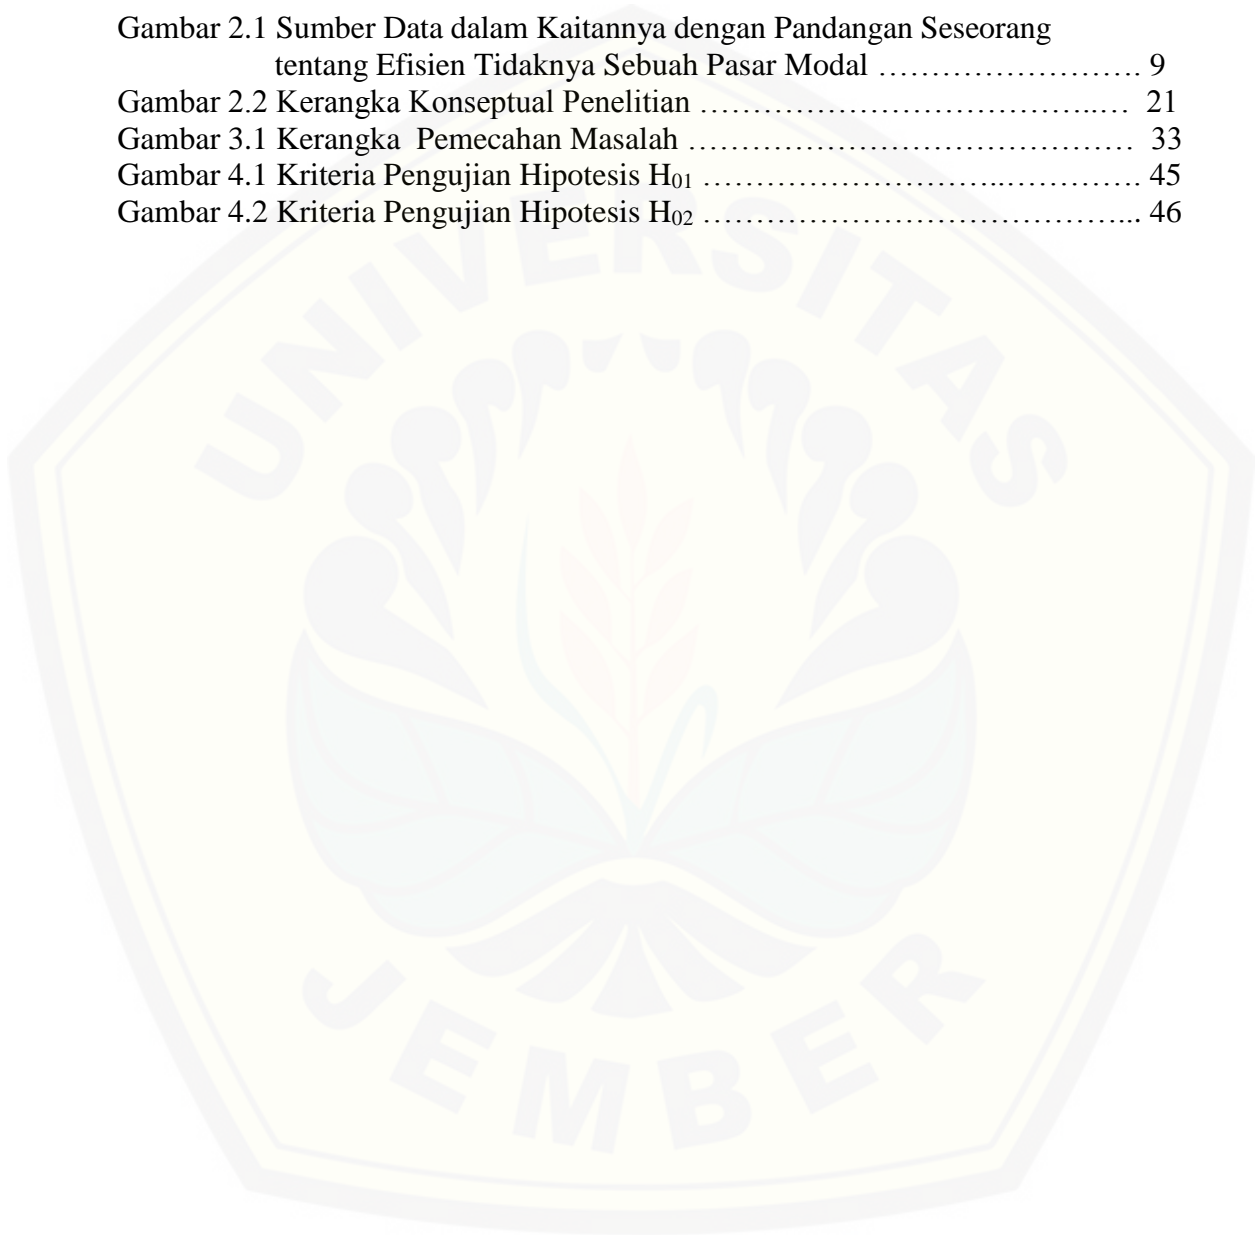 Gambar 2.1 Sumber Data dalam Kaitannya dengan Pandangan Seseorang
tentang Efisien Tidaknya Sebuah Pasar Modal ……………………. 9
Gambar 2.2 Kerangka Konseptual Penelitian ………………………………..… 21
Gambar 3.1 Kerangka  Pemecahan Masalah …………………………………… 33
Gambar 4.1 Kriteria Pengujian Hipotesis H₀₁ ………………………..…………. 45
Gambar 4.2 Kriteria Pengujian Hipotesis H₀₂ …………………………………... 46
UNIVERSITAS
JEMBER